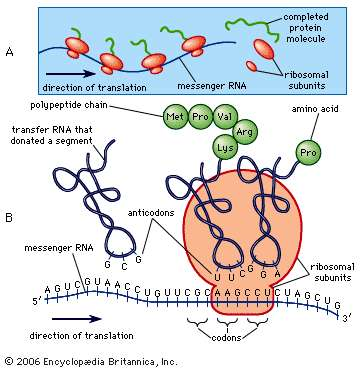 A
completed
protein
molecule
direction of translation
messenger RNA
ribosomal
subunits
polypeptide chain
amino acid
Met Pro Val
Arg
Lys
Pro
transfer RNA that
donated a segment
B
anticodons
G C G
U U C G G A
messenger RNA
ribosomal
subunits
5' AGUCGUAACCUGUUCGCAAGCCUCUAGCUG 3'
direction of translation
codons
© 2006 Encyclopædia Britannica, Inc.